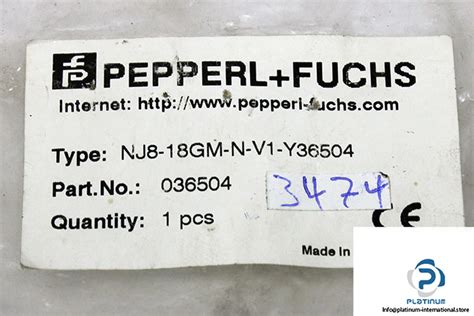 PEPPERL+FUCHS
Internet: http://www.pepperl-fuchs.com
Type: NJ8-18GM-N-V1-Y36504
Part.No.: 036504
3474
Quantity: 1 pcs
CE
Made in
PLATINUM
Info@platinum-international.store